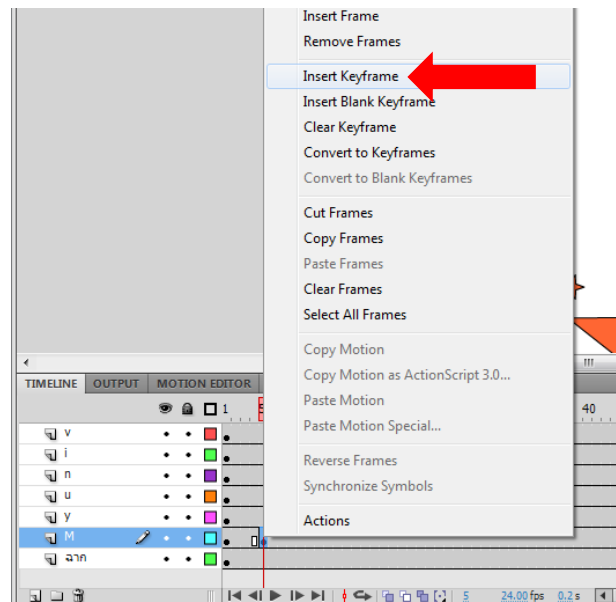 Insert Frame
Remove Frames
Insert Keyframe
Insert Blank Keyframe
Clear Keyframe
Convert to Keyframes
Convert to Blank Keyframes
Cut Frames
Copy Frames
Paste Frames
Clear Frames
Select All Frames
Copy Motion
Copy Motion as ActionScript 3.0...
Paste Motion
Paste Motion Special...
Reverse Frames
Synchronize Symbols
Actions
TIMELINE OUTPUT MOTION EDITOR
1 40
v
i
n
u
y
M
ฉาก
5 24.00 fps 0.2 s